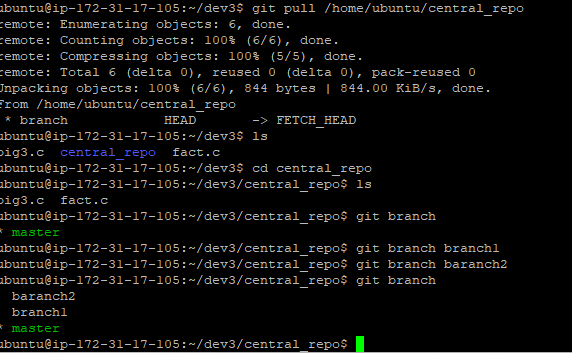 ubuntu@ip-172-31-17-105:~/dev3$ git pull /home/ubuntu/central_repo
remote: Enumerating objects: 6, done.
remote: Counting objects: 100% (6/6), done.
remote: Compressing objects: 100% (5/5), done.
remote: Total 6 (delta 0), reused 0 (delta 0), pack-reused 0
Unpacking objects: 100% (6/6), 844 bytes | 844.00 KiB/s, done.
From /home/ubuntu/central_repo
 * branch            HEAD       -> FETCH_HEAD
ubuntu@ip-172-31-17-105:~/dev3$ ls
big3.c  central_repo  fact.c
ubuntu@ip-172-31-17-105:~/dev3$ cd central_repo
ubuntu@ip-172-31-17-105:~/dev3/central_repo$ ls
big3.c  fact.c
ubuntu@ip-172-31-17-105:~/dev3/central_repo$ git branch
* master
ubuntu@ip-172-31-17-105:~/dev3/central_repo$ git branch branch1
ubuntu@ip-172-31-17-105:~/dev3/central_repo$ git branch baranch2
ubuntu@ip-172-31-17-105:~/dev3/central_repo$ git branch
  baranch2
  branch1
* master
ubuntu@ip-172-31-17-105:~/dev3/central_repo$